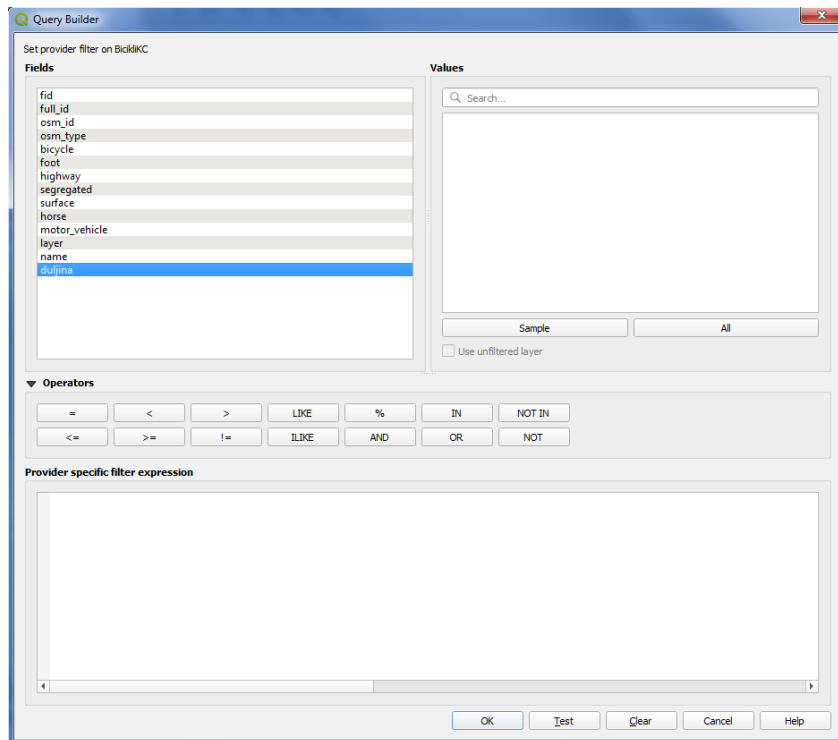 Query Builder
Set provider filter on BicikliKC
Fields
fid
full_id
osm_id
osm_type
bicycle
foot
highway
segregated
surface
horse
motor_vehicle
layer
name
duljina
Values
Search...
Sample All
Use unfiltered layer
Operators
= < > LIKE % IN NOT IN
<= >= != ILIKE AND OR NOT
Provider specific filter expression
OK Test Clear Cancel Help